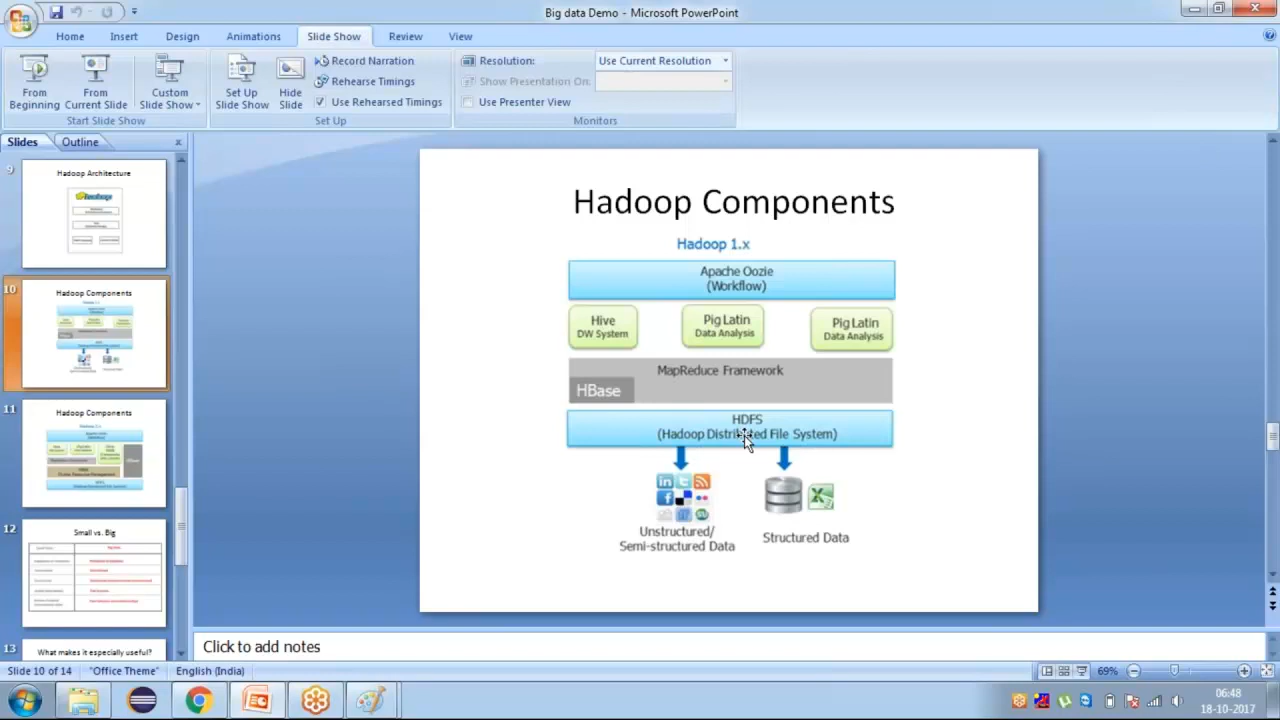 Big data Demo - Microsoft PowerPoint
Home Insert Design Animations Slide Show Review View
From Beginning
From Current Slide
Custom Slide Show
Set Up Slide Show
Hide Slide
Record Narration
Rehearse Timings
Use Rehearsed Timings
Resolution: Use Current Resolution
Show Presentation On:
Use Presenter View
Start Slide Show
Set Up
Monitors
Slides Outline
9
Hadoop Architecture
10
Hadoop Components
11
Hadoop Components
12
Small vs. Big
13
What makes it especially useful?
Hadoop Components
Hadoop 1.x
Apache Oozie
(Workflow)
Hive
DW System
Pig Latin
Data Analysis
Pig Latin
Data Analysis
MapReduce Framework
HBase
HDFS
(Hadoop Distributed File System)
Unstructured/
Semi-structured Data
Structured Data
Click to add notes
Slide 10 of 14 "Office Theme" English (India) 69%
06:48
18-10-2017